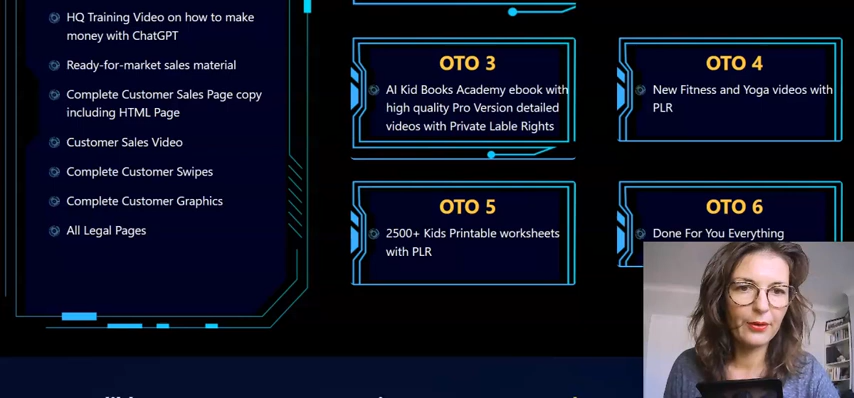 HQ Training Video on how to make
money with ChatGPT
Ready-for-market sales material
Complete Customer Sales Page copy
including HTML Page
Customer Sales Video
Complete Customer Swipes
Complete Customer Graphics
All Legal Pages
OTO 3
AI Kid Books Academy ebook with
high quality Pro Version detailed
videos with Private Lable Rights
OTO 4
New Fitness and Yoga videos with
PLR
OTO 5
2500+ Kids Printable worksheets
with PLR
OTO 6
Done For You Everything